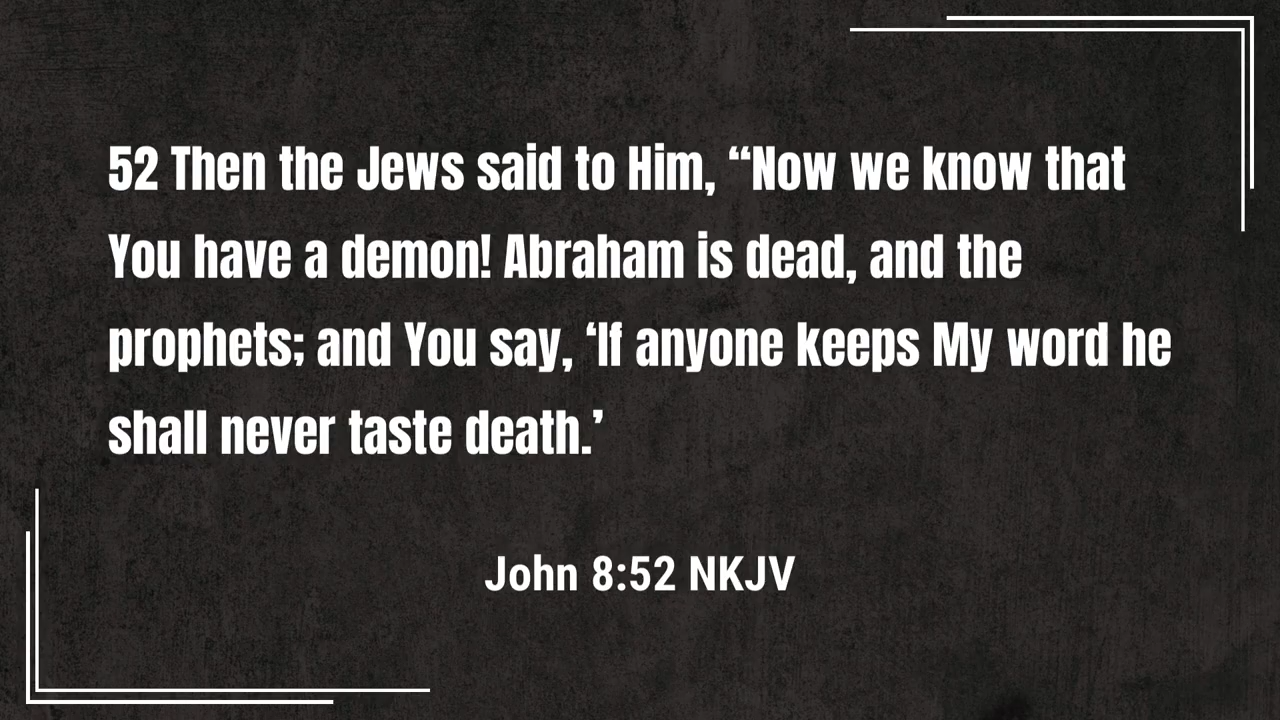 52 Then the Jews said to Him, “Now we know that
You have a demon! Abraham is dead, and the
prophets; and You say, ‘If anyone keeps My word he
shall never taste death.’
John 8:52 NKJV